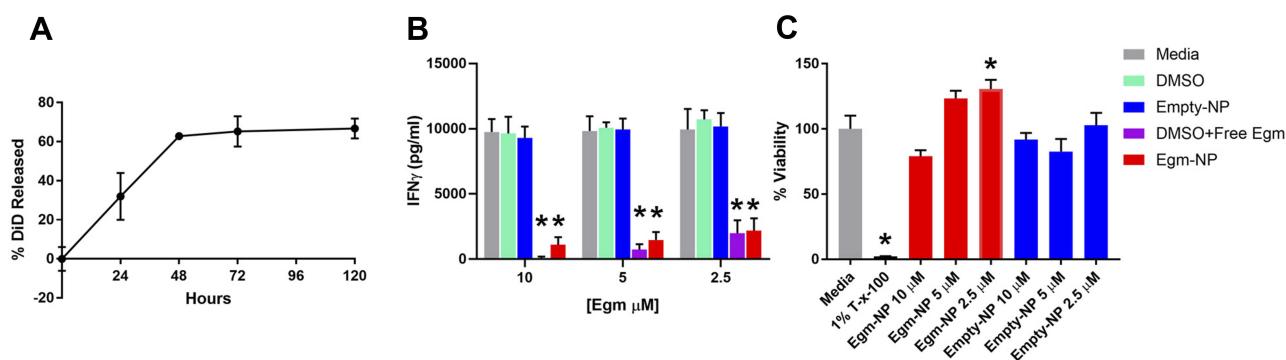 A
% DiD Released
80
60
40
20
0
-20
24
48
72
96
120
Hours
B
IFNγ (pg/ml)
15000
10000
5000
0
* *
* *
* *
10
5
2.5
[Egm µM]
C
% Viability
150
100
50
0
*
*
Media
1% T-x-100
Egm-NP 10 µM
Egm-NP 5 µM
Egm-NP 2.5 µM
Empty-NP 10 µM
Empty-NP 5 µM
Empty-NP 2.5 µM
Media
DMSO
Empty-NP
DMSO+Free Egm
Egm-NP